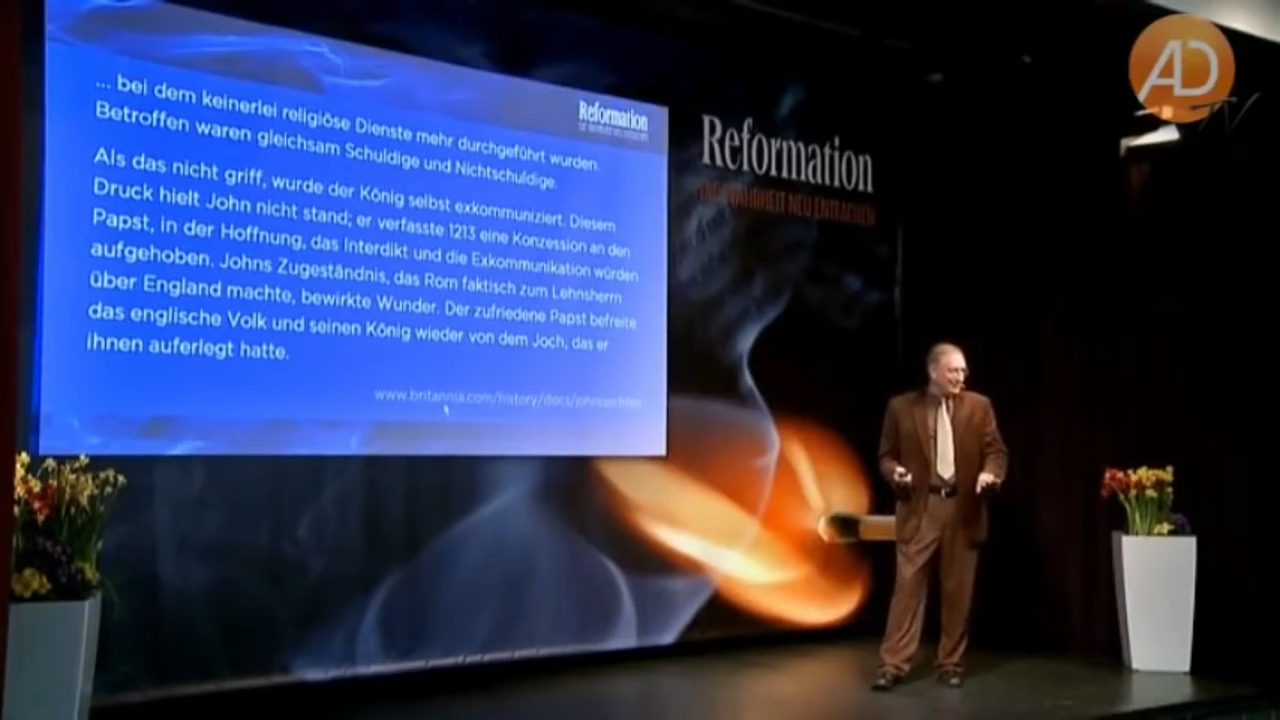 ... bei dem keinerlei religiöse Dienste mehr durchgeführt wurden.
Betroffen waren gleichsam Schuldige und Nichtschuldige.
Als das nicht griff, wurde der König selbst exkommuniziert. Diesem
Druck hielt John nicht stand; er verfasste 1213 eine Konzession an den
Papst, in der Hoffnung, das Interdikt und die Exkommunikation würden
aufgehoben. Johns Zugeständnis, das Rom faktisch zum Lehnsherrn
über England machte, bewirkte Wunder. Der zufriedene Papst befreite
das englische Volk und seinen König wieder von dem Joch, das er
ihnen auferlegt hatte.
www.britannia.com/history/docs/
Reformation
Reformation
WAHRHEIT NEU ENTFACHEN
AD
TV